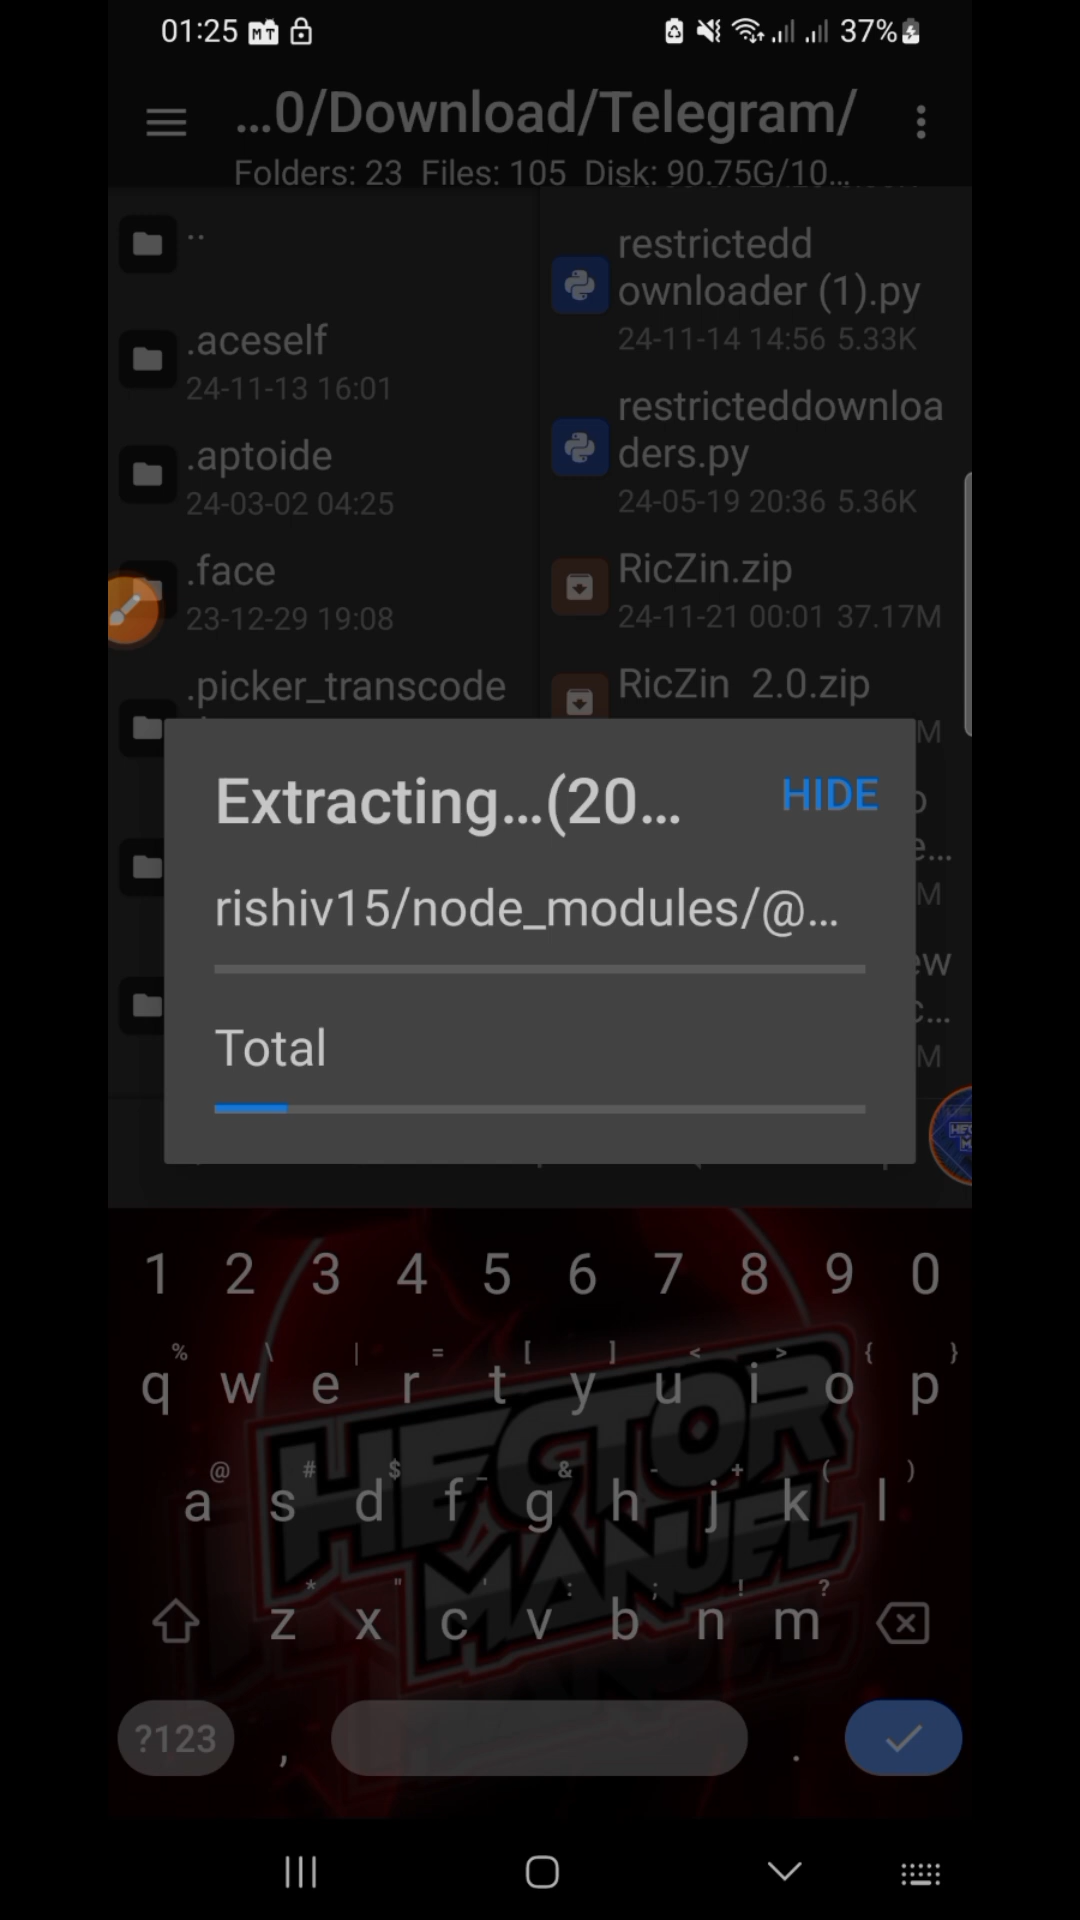 01:25 MT 37%
...0/Download/Telegram/
Folders: 23 Files: 105 Disk: 90.75G/10...
..
.aceself
24-11-13 16:01
.aptoide
24-03-02 04:25
.face
23-12-29 19:08
.picker_transcode
restrictedd
ownloader (1).py
24-11-14 14:56 5.33K
restricteddownloa
ders.py
24-05-19 20:36 5.36K
RicZin.zip
24-11-21 00:01 37.17M
RicZin 2.0.zip
M
e...
M
ew
c...
M
Extracting...(20...
HIDE
rishiv15/node_modules/@...
Total
1 2 3 4 5 6 7 8 9 0
% \ | = [ ] < > { }
q w e r t y u i o p
@ # $ _ & - + ( )
a s d f g h j k l
* " ' : ; ! ?
z x c v b n m
?123 , .
HECTOR
MANUEL